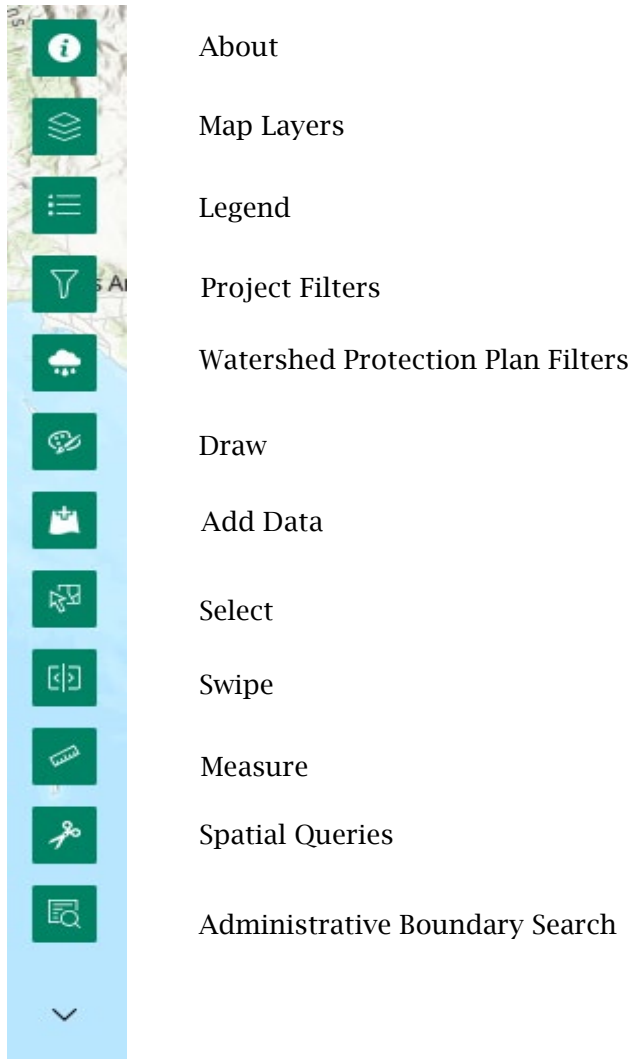 About
Map Layers
Legend
s A
Project Filters
Watershed Protection Plan Filters
Draw
Add Data
Select
Swipe
Measure
Spatial Queries
Administrative Boundary Search